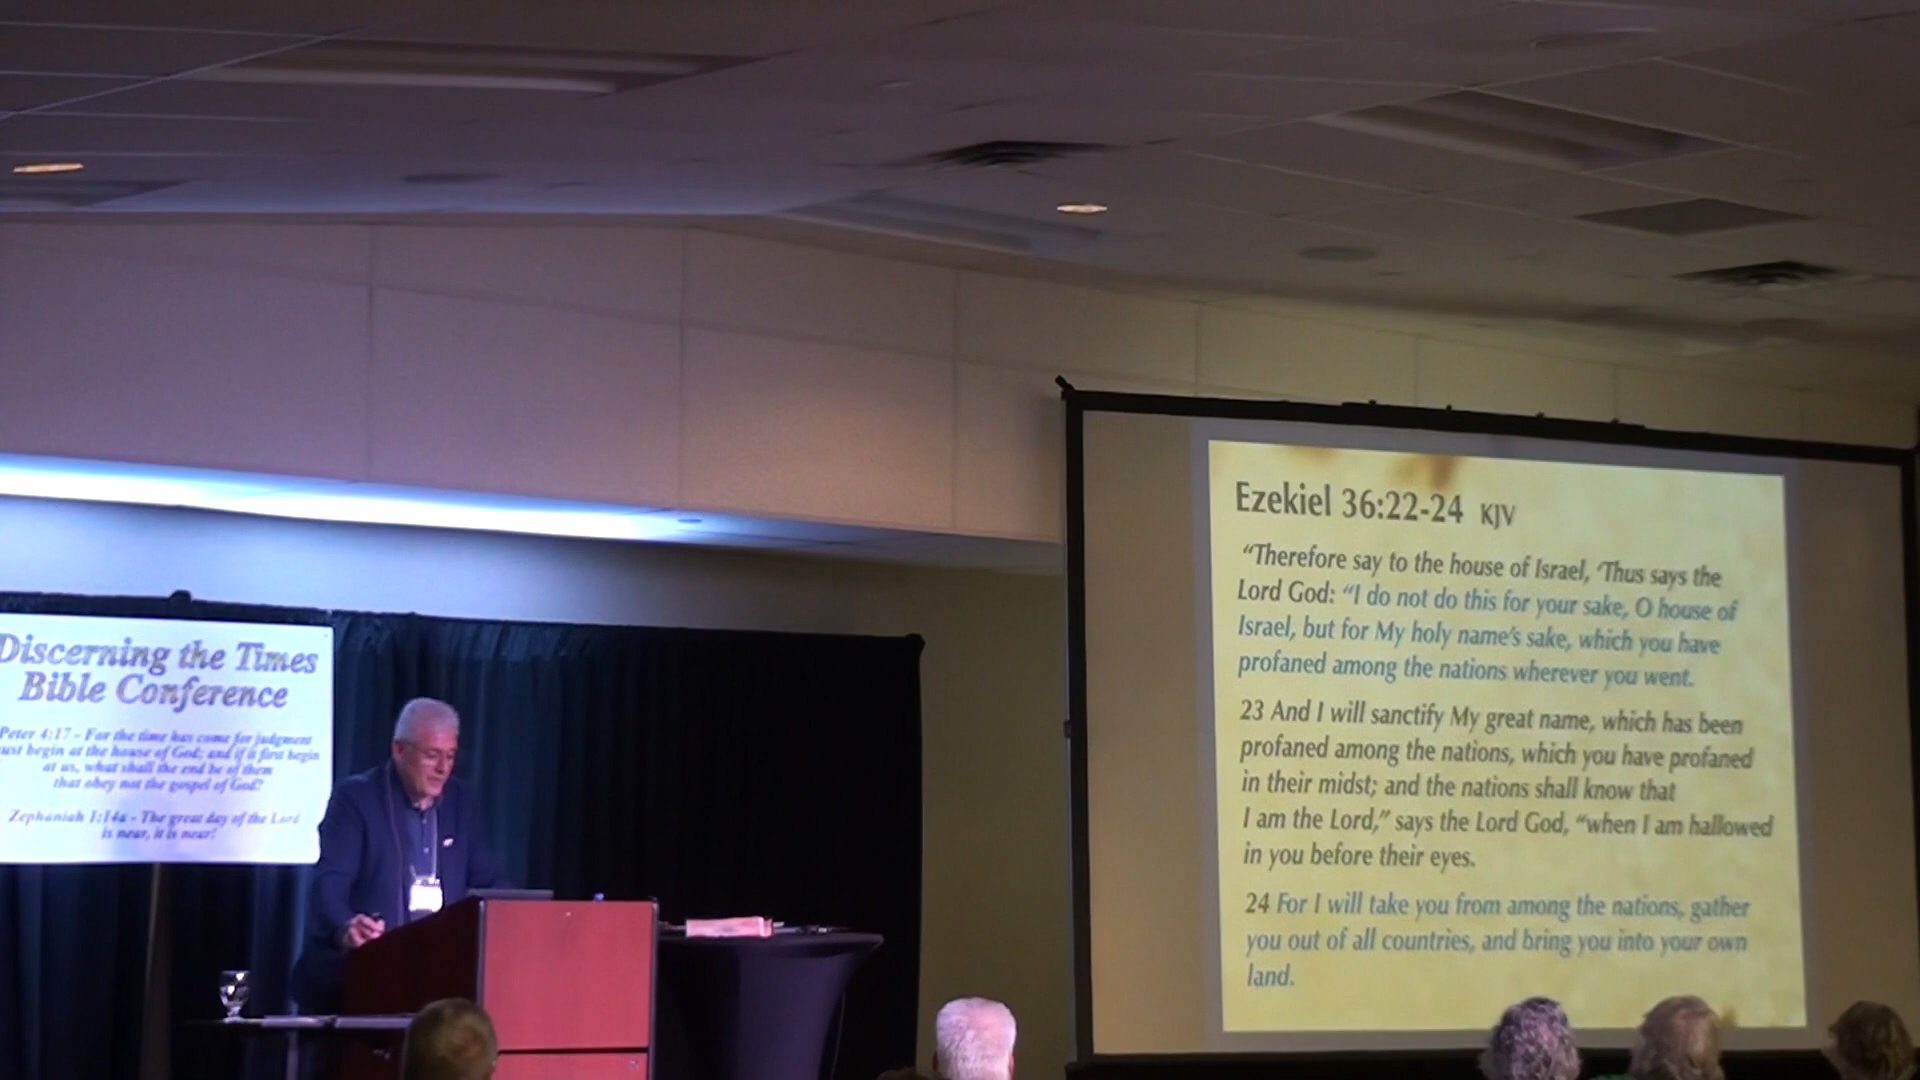 Discerning the Times
Bible Conference
Peter 4:17 - For the time has come for judgment
must begin at the house of God; and if it first begin
at us, what shall the end be of them
that obey not the gospel of God?
Zephaniah 1:14a - The great day of the Lord
is near, it is near!
Ezekiel 36:22-24 KJV
“Therefore say to the house of Israel, ‘Thus says the
Lord God: “I do not do this for your sake, O house of
Israel, but for My holy name’s sake, which you have
profaned among the nations wherever you went.
23 And I will sanctify My great name, which has been
profaned among the nations, which you have profaned
in their midst; and the nations shall know that
I am the Lord,” says the Lord God, “when I am hallowed
in you before their eyes.
24 For I will take you from among the nations, gather
you out of all countries, and bring you into your own
land.